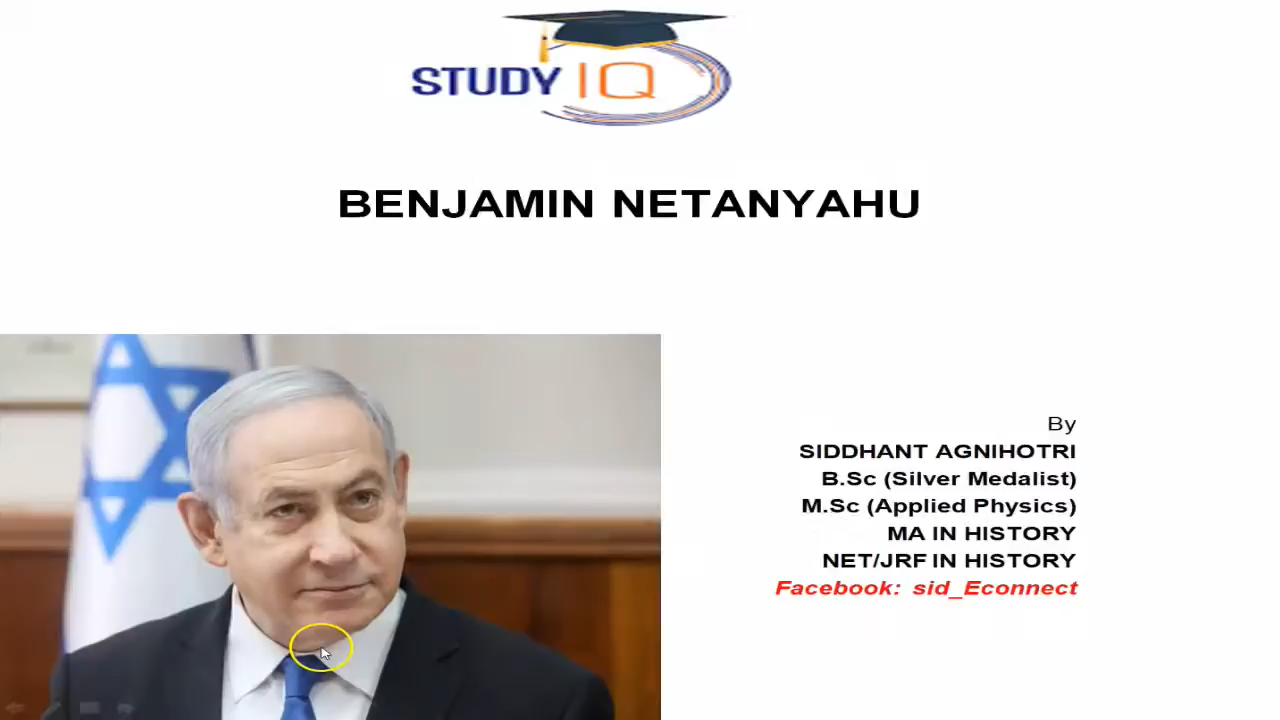 STUDY IQ
BENJAMIN NETANYAHU
By
SIDDHANT AGNIHOTRI
B.Sc (Silver Medalist)
M.Sc (Applied Physics)
MA IN HISTORY
NET/JRF IN HISTORY
Facebook: sid_Econnect